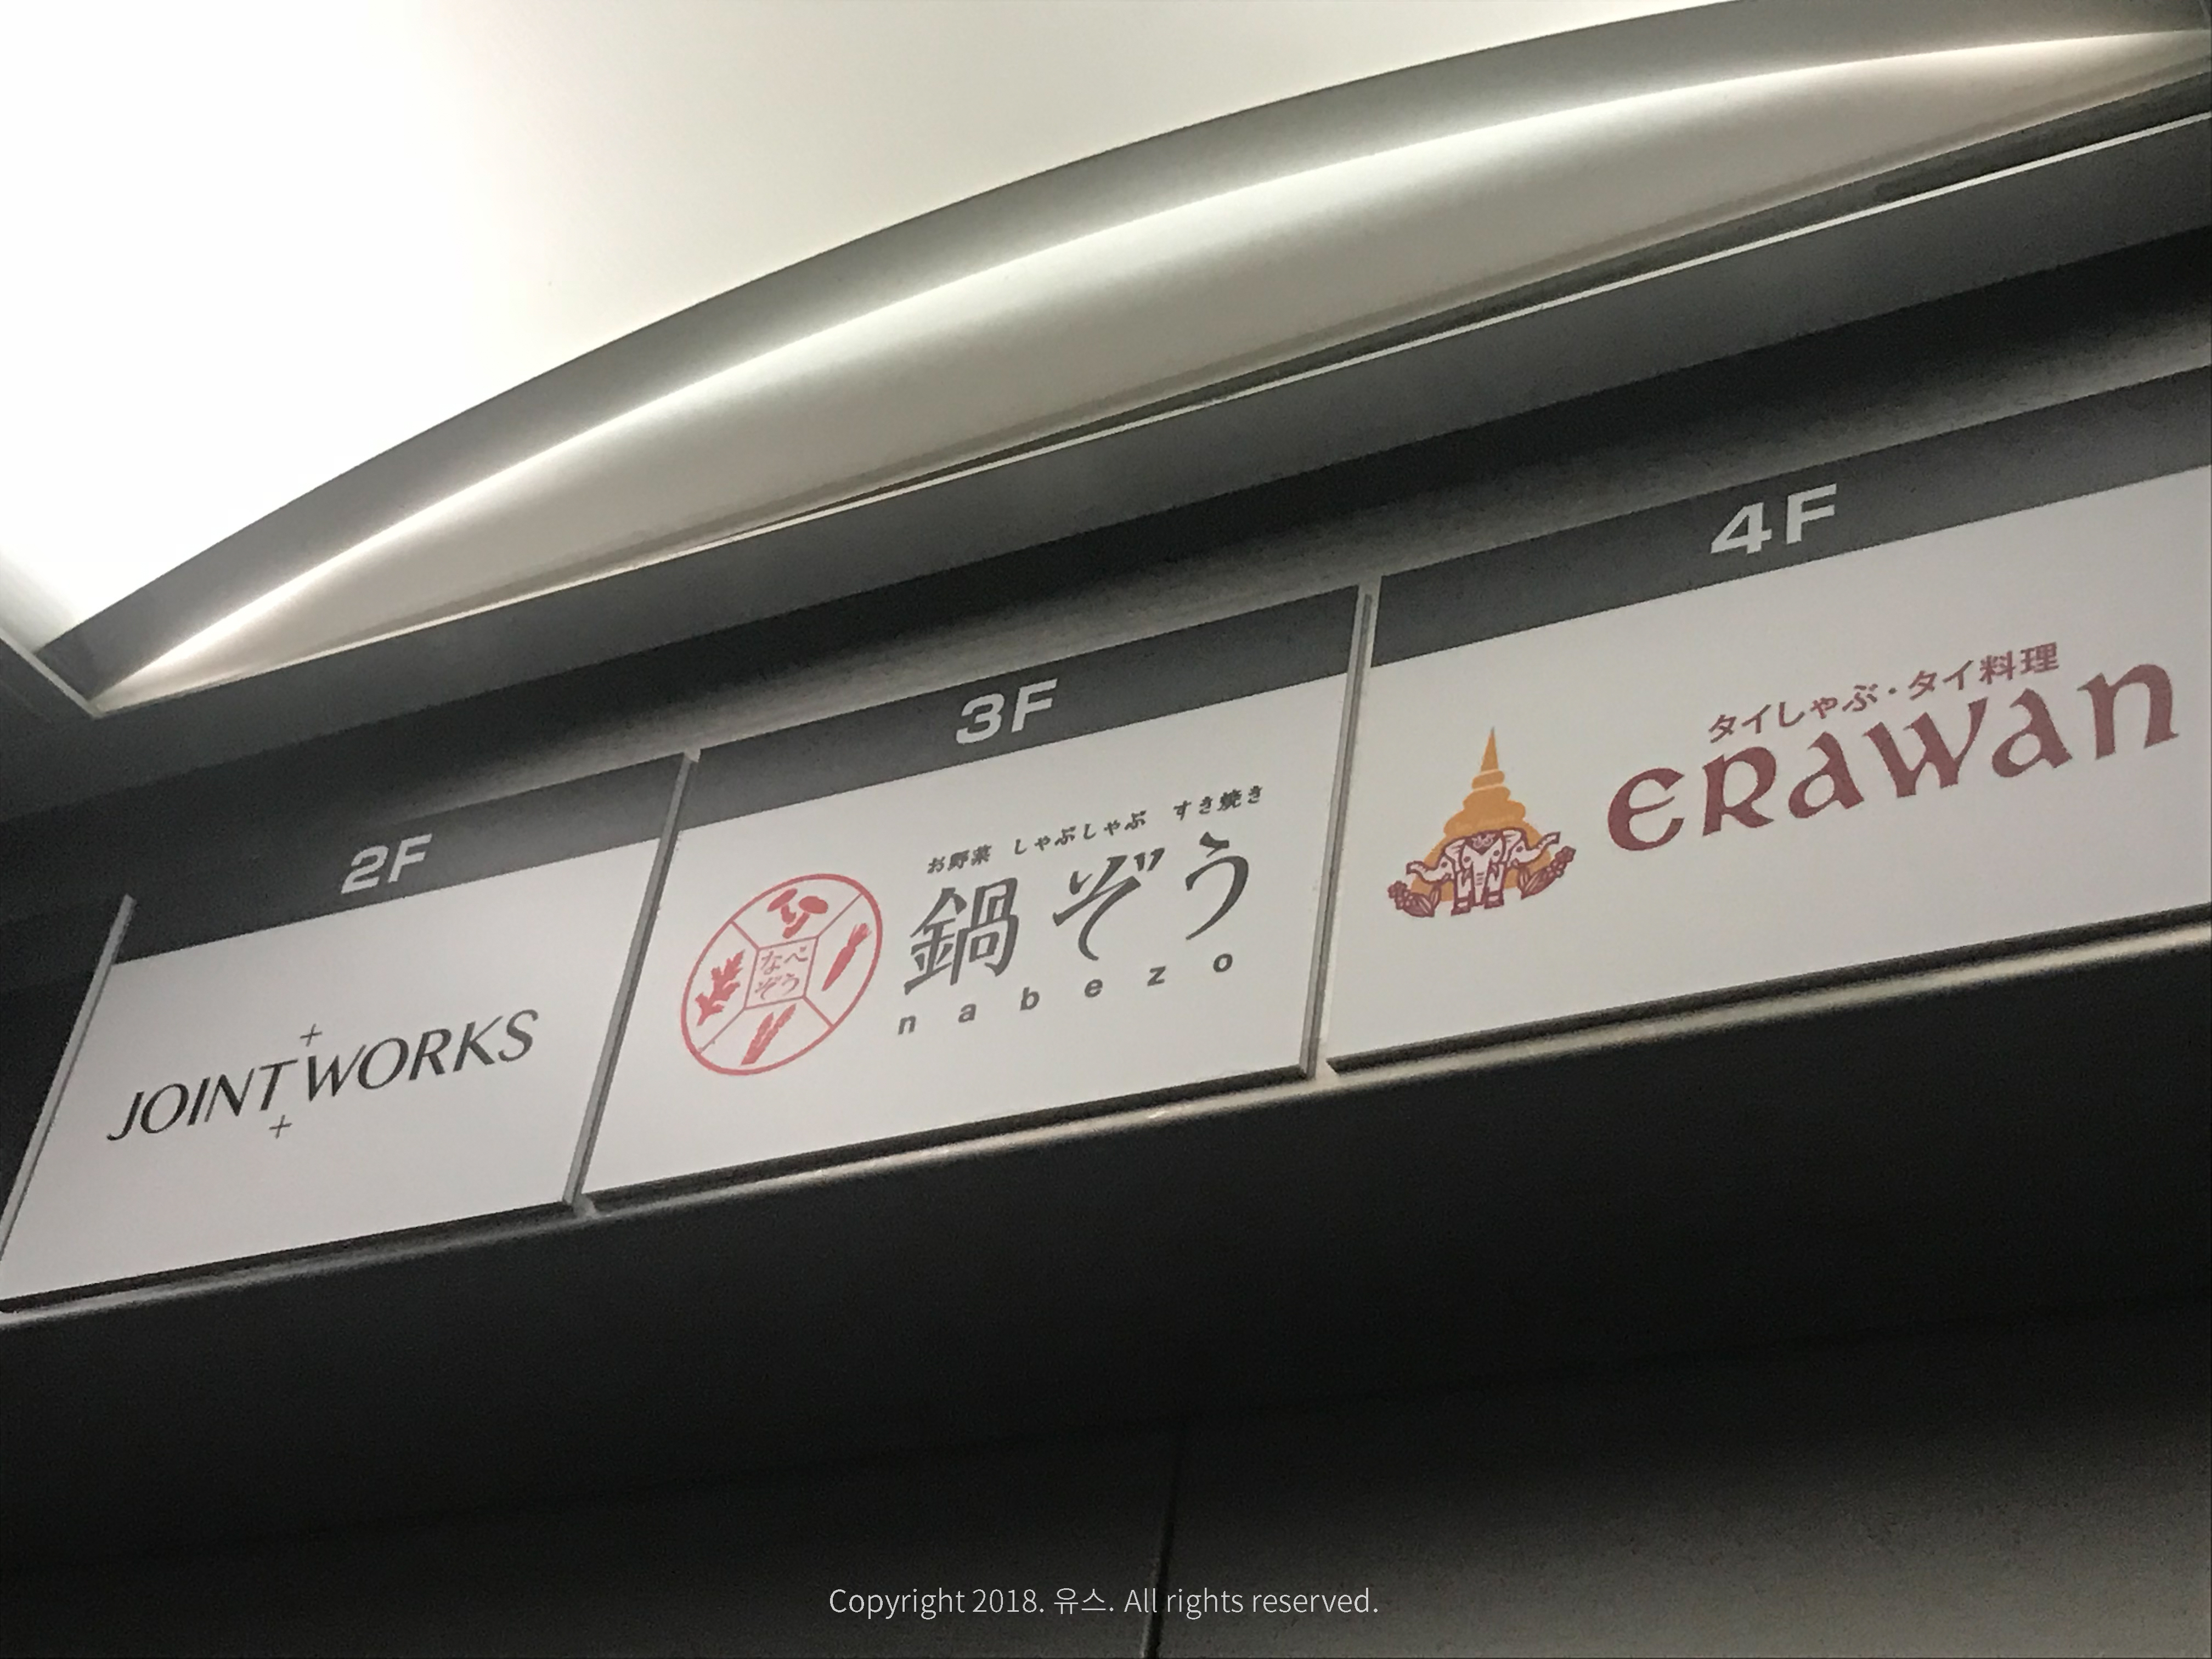 2F
+
JOINTWORKS
+
3F
お野菜 しゃぶしゃぶ すき焼き
鍋ぞう
nabezo
なべ
ぞう
4F
タイしゃぶ・タイ料理
ERAWAN
Copyright 2018. 유스. All rights reserved.